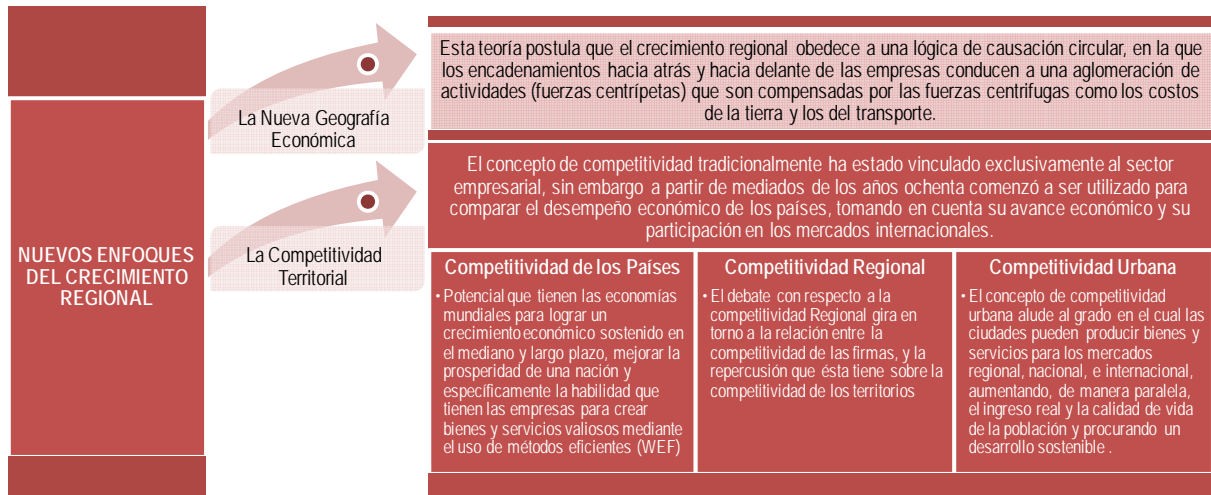 NUEVOS ENFOQUES
DEL CRECIMIENTO
REGIONAL
La Nueva Geografía
Económica
Esta teoría postula que el crecimiento regional obedece a una lógica de causación circular, en la que
los encadenamientos hacia atrás y hacia delante de las empresas conducen a una aglomeración de
actividades (fuerzas centrípetas) que son compensadas por las fuerzas centrifugas como los costos
de la tierra y los del transporte.
La Competitividad
Territorial
El concepto de competitividad tradicionalmente ha estado vinculado exclusivamente al sector
empresarial, sin embargo a partir de mediados de los años ochenta comenzó a ser utilizado para
comparar el desempeño económico de los países, tomando en cuenta su avance económico y su
participación en los mercados internacionales.
Competitividad de los Países
• Potencial que tienen las economías
mundiales para lograr un
crecimiento económico sostenido en
el mediano y largo plazo, mejorar la
prosperidad de una nación y
específicamente la habilidad que
tienen las empresas para crear
bienes y servicios valiosos mediante
el uso de métodos eficientes (WEF)
Competitividad Regional
• El debate con respecto a la
competitividad Regional gira en
torno a la relación entre la
competitividad de las firmas, y la
repercusión que ésta tiene sobre la
competitividad de los territorios
Competitividad Urbana
• El concepto de competitividad
urbana alude al grado en el cual las
ciudades pueden producir bienes y
servicios para los mercados
regional, nacional, e internacional,
aumentando, de manera paralela,
el ingreso real y la calidad de vida
de la población y procurando un
desarrollo sostenible .